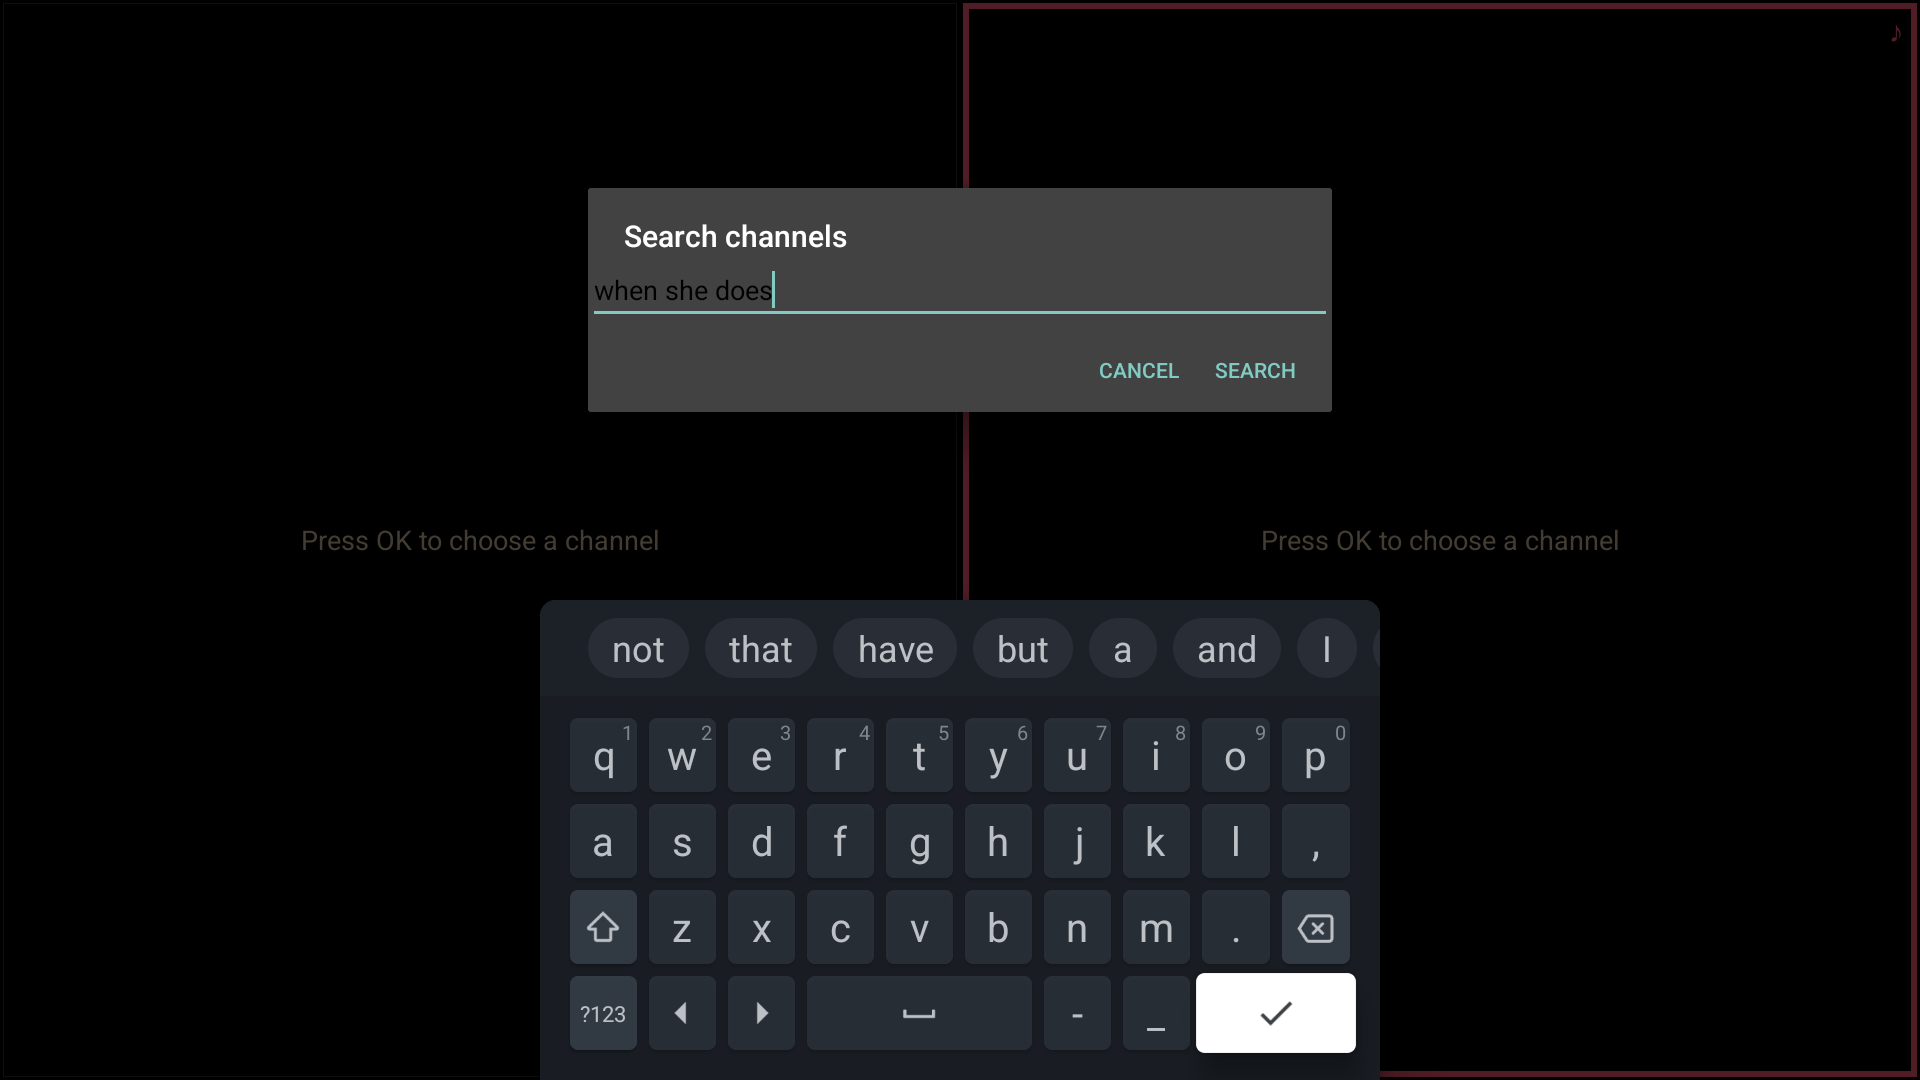 ♪
Search channels
when she does
CANCEL SEARCH
Press OK to choose a channel
Press OK to choose a channel
not that have but a and I
q 1 w 2 e 3 r 4 t 5 y 6 u 7 i 8 o 9 p 0
a s d f g h j k l ,
z x c v b n m .
?123 - _